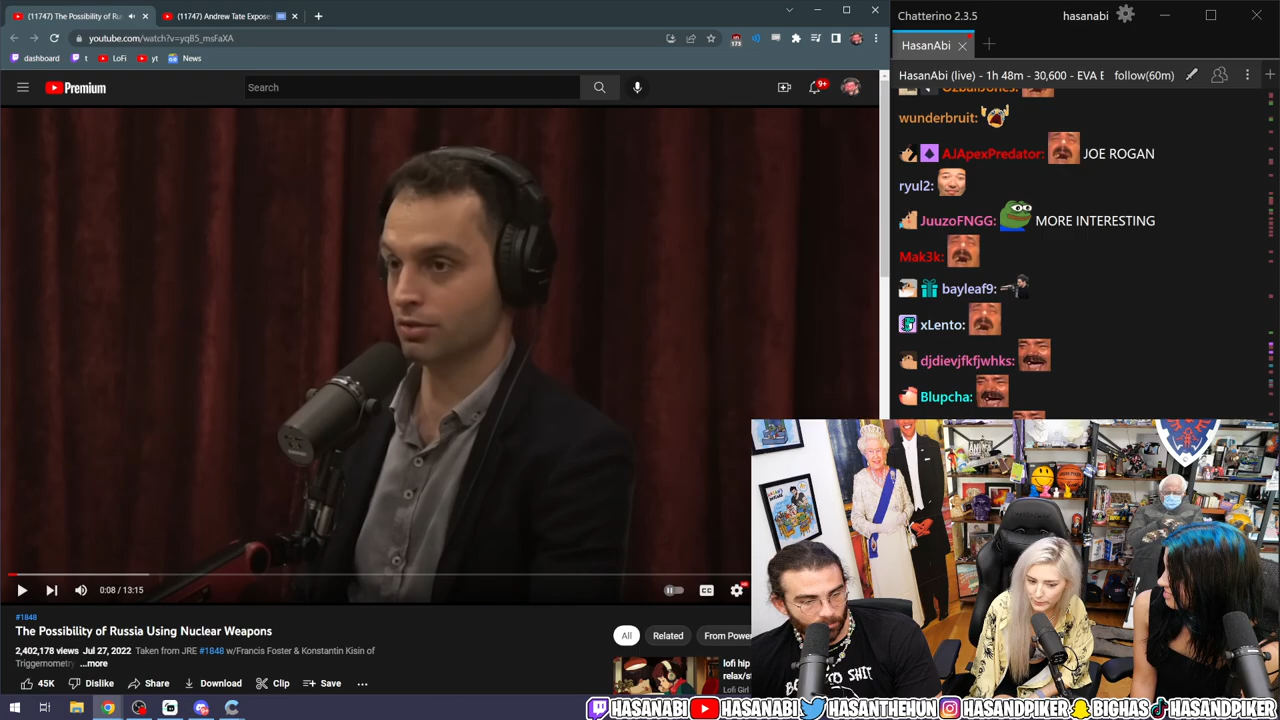 (11747) The Possibility of Ru
(11747) Andrew Tate Expose
youtube.com/watch?v=yqB5_msFaXA
173
dashboard
t
LoFi
yt
News
Premium
Search
9+
0:08 / 13:15
CC
#1848
The Possibility of Russia Using Nuclear Weapons
2,402,178 views Jul 27, 2022 Taken from JRE #1848 w/Francis Foster & Konstantin Kisin of
Triggernometry ...more
45K
Dislike
Share
Download
Clip
Save
All
Related
From Power
lofi hip
relax/st
Lofi Girl
Chatterino 2.3.5
hasanabi
HasanAbi
HasanAbi (live) - 1h 48m - 30,600 - EVA E
follow(60m)
OzballJones:
wunderbruit:
AJApexPredator: JOE ROGAN
ryul2:
JuuzoFNGG: MORE INTERESTING
Mak3k:
bayleaf9:
xLento:
djdievjfkfjwhks:
Blupcha:
HASANABI
HASANABI
HASANTHEHUN
HASANDPIKER
BIGHAS
HASANDPIKER